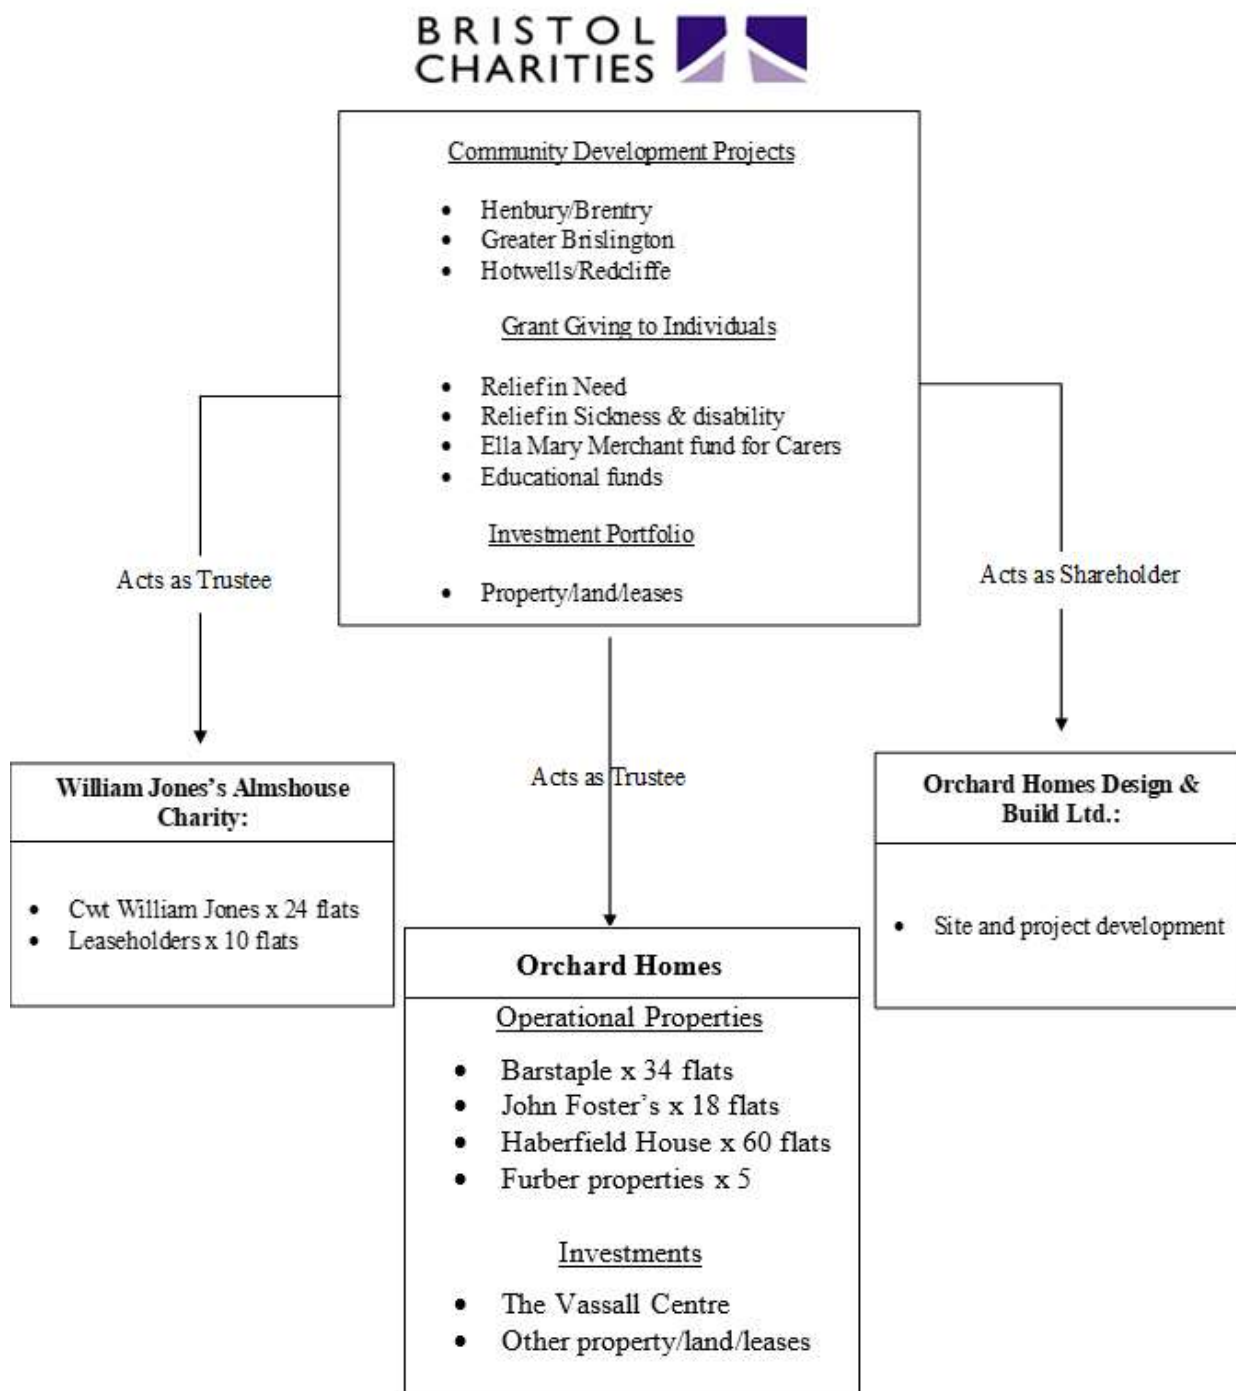 BRISTOL
CHARITIES
Community Development Projects
• Henbury/Brentry
• Greater Brislington
• Hotwells/Redcliffe
Grant Giving to Individuals
• Relief in Need
• Relief in Sickness & disability
• Ella Mary Merchant fund for Carers
• Educational funds
Investment Portfolio
• Property/land/leases
Acts as Trustee
Acts as Shareholder
Acts as Trustee
William Jones’s Almshouse
Charity:
• Cwt William Jones x 24 flats
• Leaseholders x 10 flats
Orchard Homes Design &
Build Ltd.:
• Site and project development
Orchard Homes
Operational Properties
• Barstaple x 34 flats
• John Foster’s x 18 flats
• Haberfield House x 60 flats
• Furber properties x 5
Investments
• The Vassall Centre
• Other property/land/leases